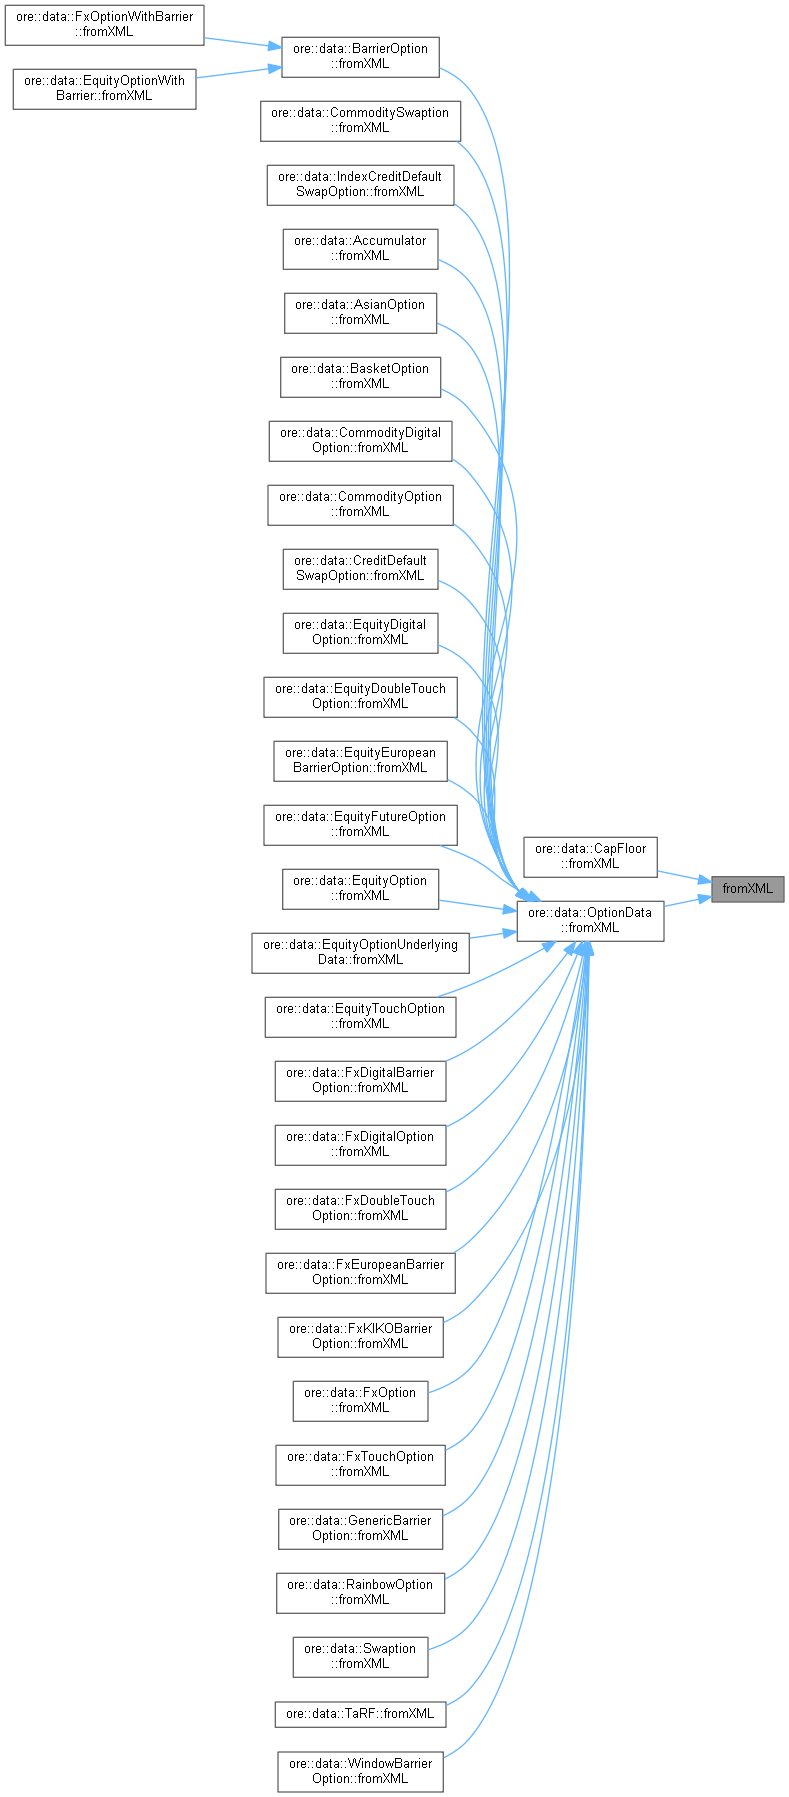 ore::data::FxOptionWithBarrier
::fromXML
ore::data::EquityOptionWith
Barrier::fromXML
ore::data::BarrierOption
::fromXML
ore::data::CommoditySwaption
::fromXML
ore::data::IndexCreditDefault
SwapOption::fromXML
ore::data::Accumulator
::fromXML
ore::data::AsianOption
::fromXML
ore::data::BasketOption
::fromXML
ore::data::CommodityDigital
Option::fromXML
ore::data::CommodityOption
::fromXML
ore::data::CreditDefault
SwapOption::fromXML
ore::data::EquityDigital
Option::fromXML
ore::data::EquityDoubleTouch
Option::fromXML
ore::data::EquityEuropean
BarrierOption::fromXML
ore::data::EquityFutureOption
::fromXML
ore::data::EquityOption
::fromXML
ore::data::EquityOptionUnderlying
Data::fromXML
ore::data::EquityTouchOption
::fromXML
ore::data::FxDigitalBarrier
Option::fromXML
ore::data::FxDigitalOption
::fromXML
ore::data::FxDoubleTouch
Option::fromXML
ore::data::FxEuropeanBarrier
Option::fromXML
ore::data::FxKIKOBarrier
Option::fromXML
ore::data::FxOption
::fromXML
ore::data::FxTouchOption
::fromXML
ore::data::GenericBarrier
Option::fromXML
ore::data::RainbowOption
::fromXML
ore::data::Swaption
::fromXML
ore::data::TaRF::fromXML
ore::data::WindowBarrier
Option::fromXML
ore::data::CapFloor
::fromXML
ore::data::OptionData
::fromXML
fromXML